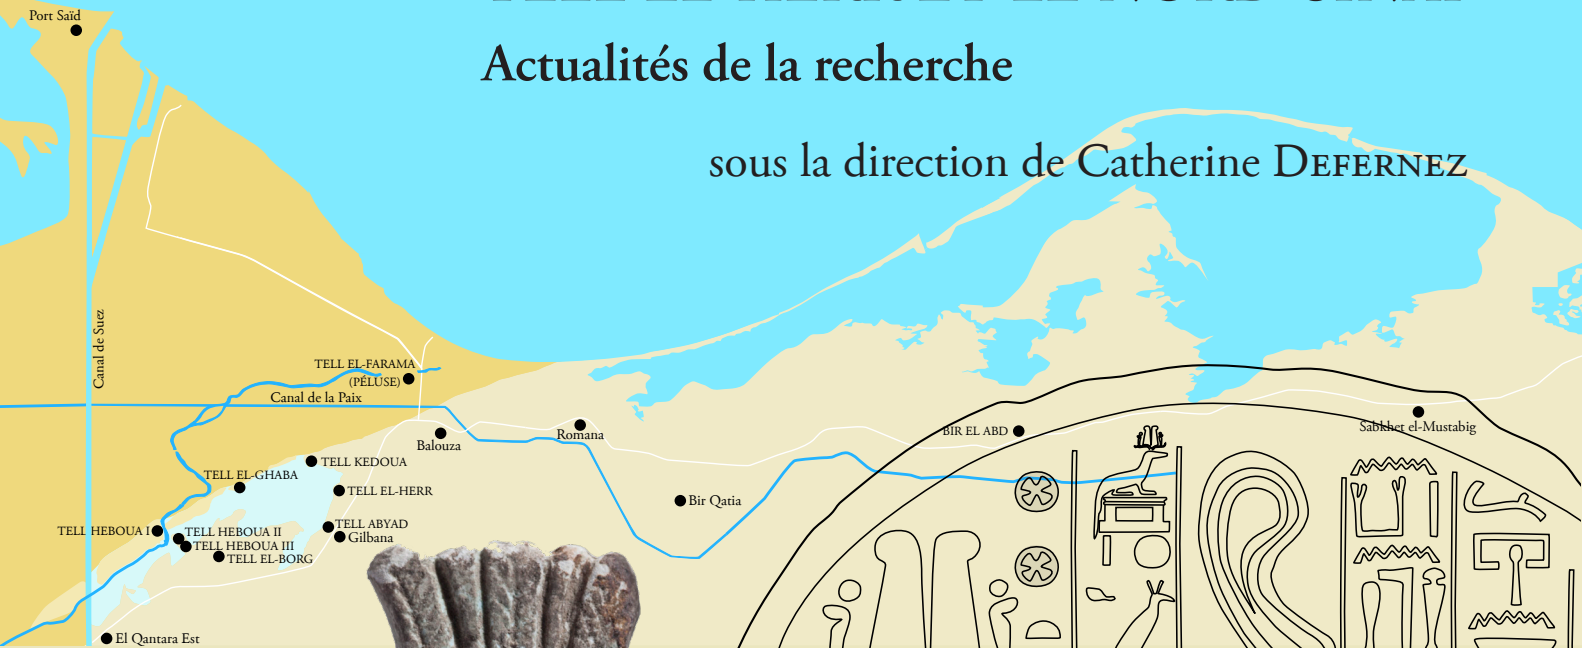 Actualités de la recherche
sous la direction de Catherine DEFERNEZ
Port Saïd
Canal de Suez
TELL EL-FARAMA
(PÉLUSE)
Canal de la Paix
Balouza
Romana
BIR EL ABD
Sabkhet el-Mustabig
TELL KEDOUA
TELL EL-GHABA
TELL EL-HERR
Bir Qatia
TELL ABYAD
Gilbana
TELL HEBOUA I
TELL HEBOUA II
TELL HEBOUA III
TELL EL-BORG
El Qantara Est